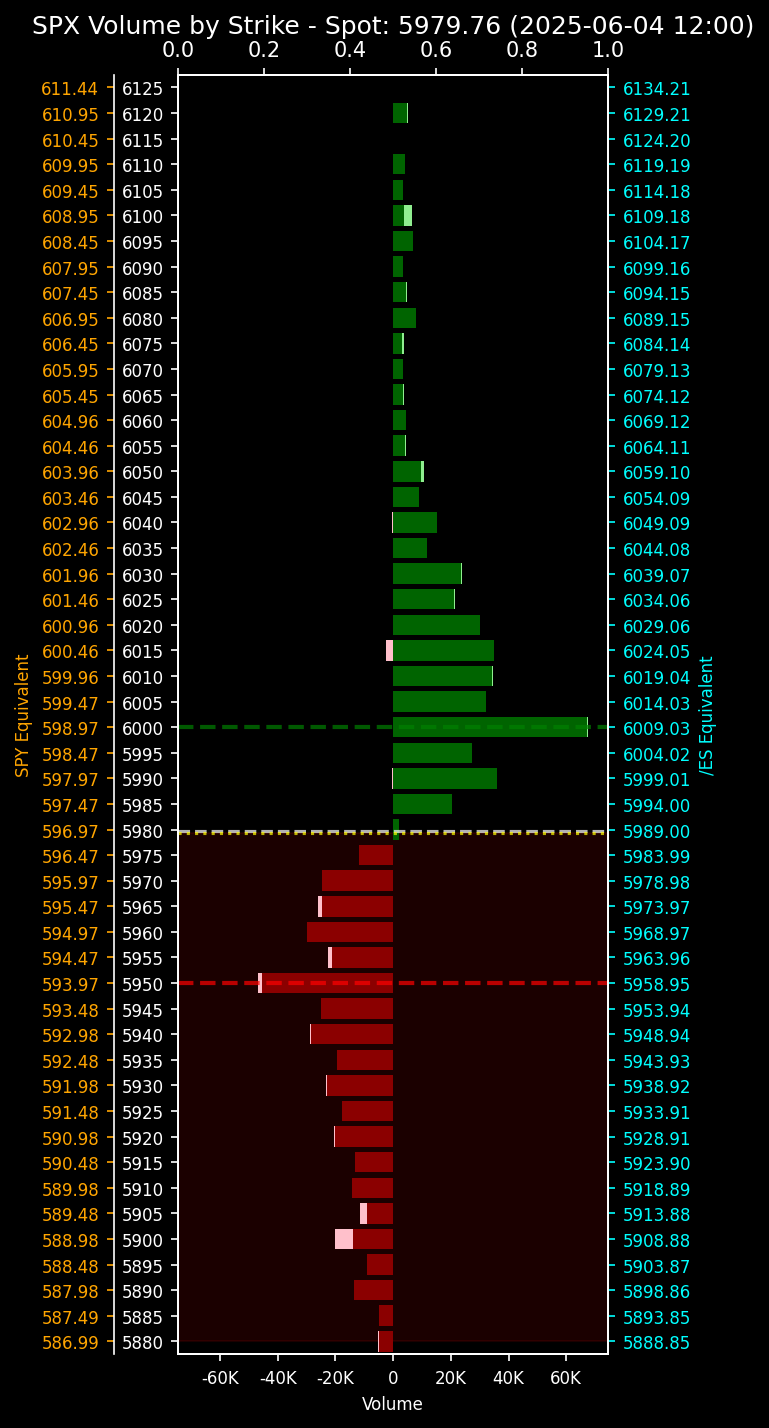 SPX Volume by Strike - Spot: 5979.76 (2025-06-04 12:00)
0.0 0.2 0.4 0.6 0.8 1.0
611.44 6125 6134.21
610.95 6120 6129.21
610.45 6115 6124.20
609.95 6110 6119.19
609.45 6105 6114.18
608.95 6100 6109.18
608.45 6095 6104.17
607.95 6090 6099.16
607.45 6085 6094.15
606.95 6080 6089.15
606.45 6075 6084.14
605.95 6070 6079.13
605.45 6065 6074.12
604.96 6060 6069.12
604.46 6055 6064.11
603.96 6050 6059.10
603.46 6045 6054.09
602.96 6040 6049.09
602.46 6035 6044.08
601.96 6030 6039.07
601.46 6025 6034.06
600.96 6020 6029.06
600.46 6015 6024.05
599.96 6010 6019.04
599.47 6005 6014.03
598.97 6000 6009.03
598.47 5995 6004.02
597.97 5990 5999.01
597.47 5985 5994.00
596.97 5980 5989.00
596.47 5975 5983.99
595.97 5970 5978.98
595.47 5965 5973.97
594.97 5960 5968.97
594.47 5955 5963.96
593.97 5950 5958.95
593.48 5945 5953.94
592.98 5940 5948.94
592.48 5935 5943.93
591.98 5930 5938.92
591.48 5925 5933.91
590.98 5920 5928.91
590.48 5915 5923.90
589.98 5910 5918.89
589.48 5905 5913.88
588.98 5900 5908.88
588.48 5895 5903.87
587.98 5890 5898.86
587.49 5885 5893.85
586.99 5880 5888.85
SPY Equivalent
/ES Equivalent
-60K -40K -20K 0 20K 40K 60K
Volume